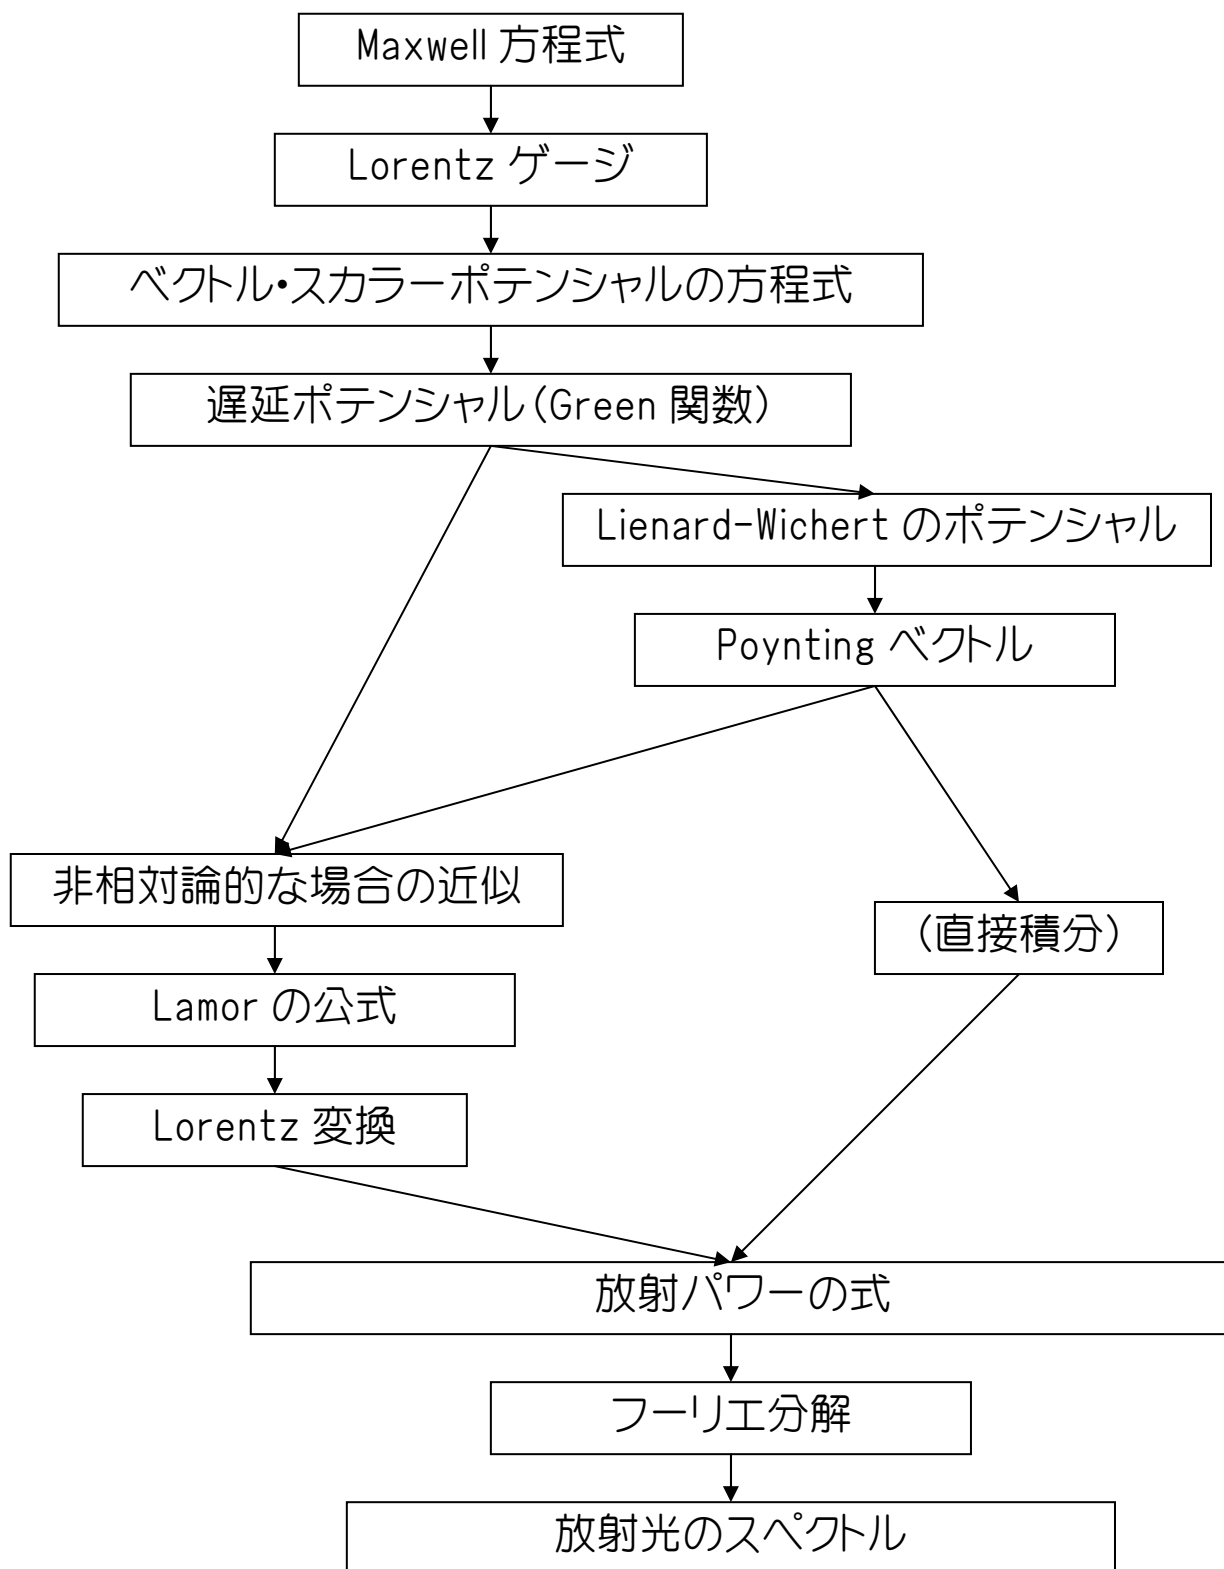 Maxwell 方程式
Lorentz ゲージ
ベクトル・スカラーポテンシャルの方程式
遅延ポテンシャル(Green 関数)
Lienard-Wichert のポテンシャル
Poynting ベクトル
非相対論的な場合の近似
(直接積分)
Lamor の公式
Lorentz 変換
放射パワーの式
フーリエ分解
放射光のスペクトル